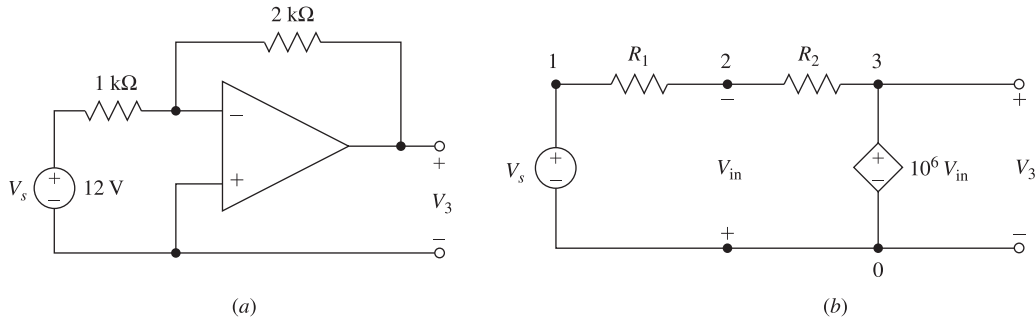 2 kΩ
1 kΩ
−
+
V_s
+
−
12 V
+
V_3
−
(a)
1
R_1
2
R_2
3
−
+
V_s
+
−
V_in
+
−
10^6 V_in
+
V_3
−
+
0
(b)